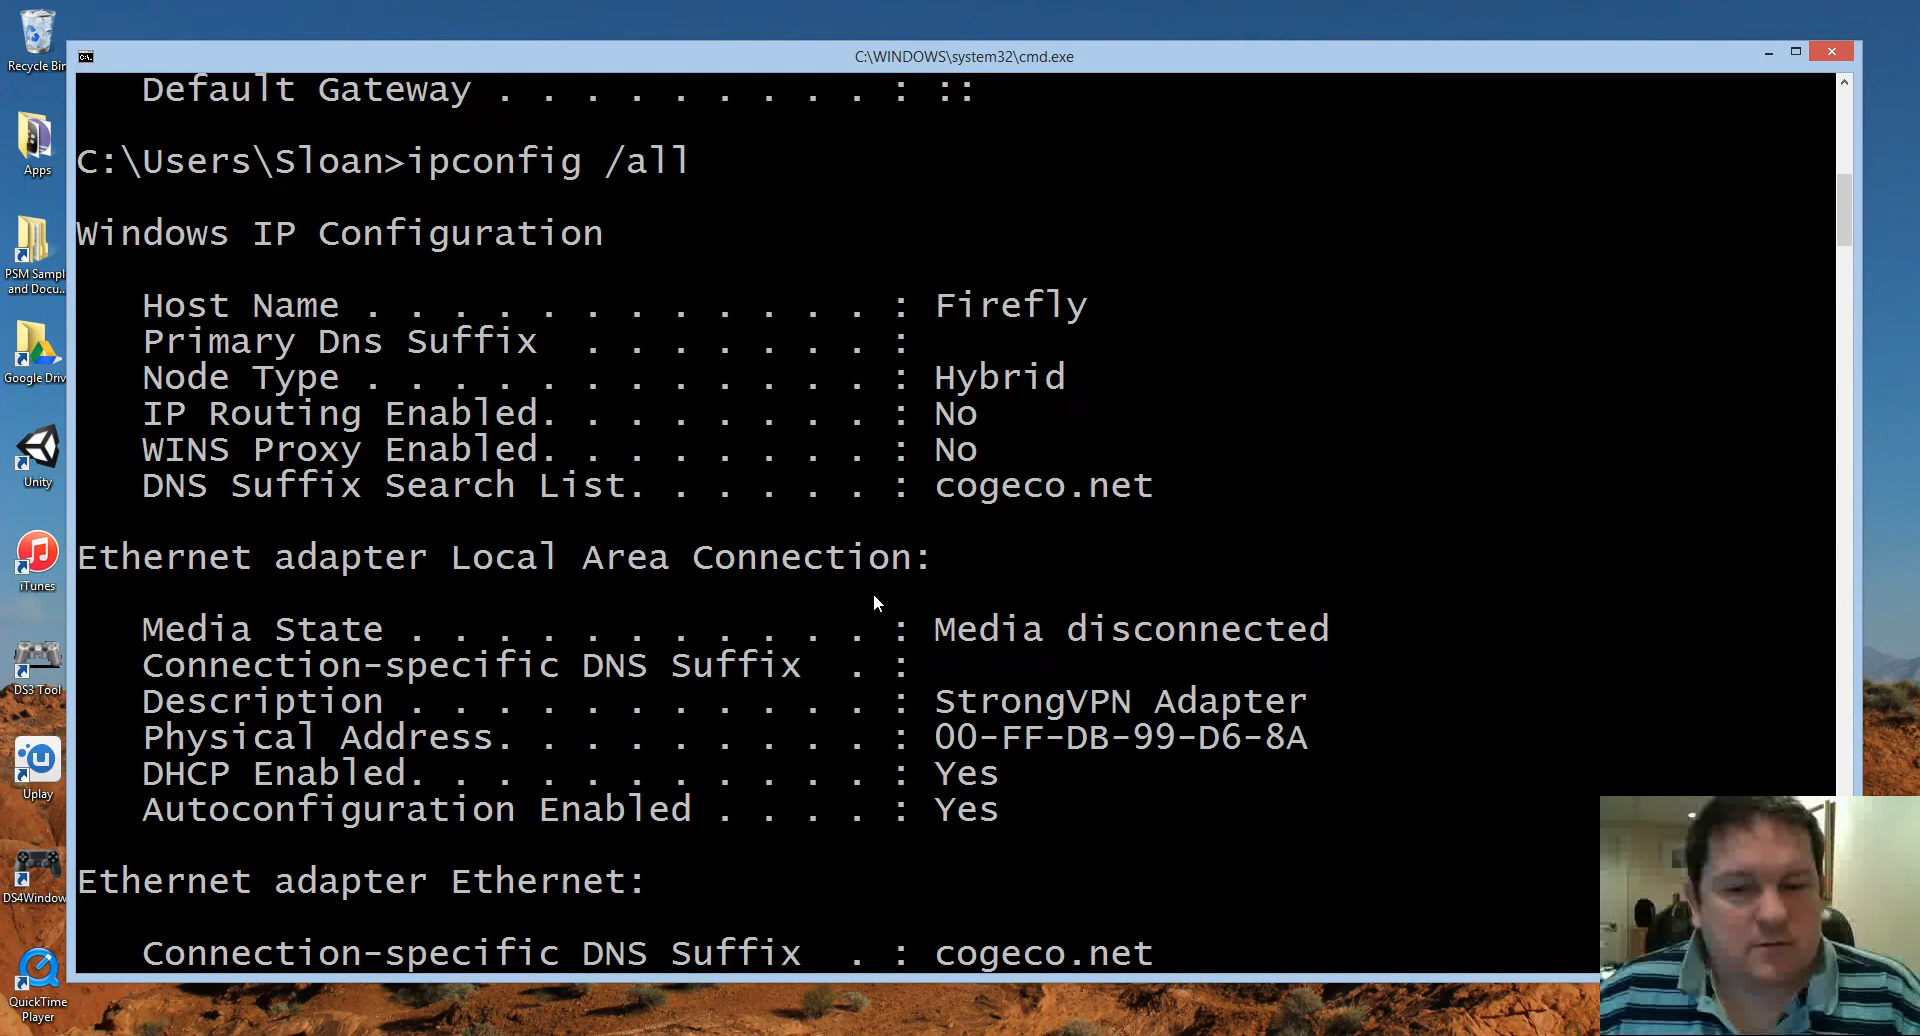 C:\WINDOWS\system32\cmd.exe
Default Gateway . . . . . . . . . : ::
C:\Users\Sloan>ipconfig /all
Windows IP Configuration
Host Name . . . . . . . . . . . . : Firefly
Primary Dns Suffix  . . . . . . . :
Node Type . . . . . . . . . . . . : Hybrid
IP Routing Enabled. . . . . . . . : No
WINS Proxy Enabled. . . . . . . . : No
DNS Suffix Search List. . . . . . : cogeco.net
Ethernet adapter Local Area Connection:
Media State . . . . . . . . . . . : Media disconnected
Connection-specific DNS Suffix  . :
Description . . . . . . . . . . . : StrongVPN Adapter
Physical Address. . . . . . . . . : 00-FF-DB-99-D6-8A
DHCP Enabled. . . . . . . . . . . : Yes
Autoconfiguration Enabled . . . . : Yes
Ethernet adapter Ethernet:
Connection-specific DNS Suffix  . : cogeco.net
Recycle Bin
Apps
PSM Sampl
and Docu...
Google Driv
Unity
iTunes
DS3 Tool
Uplay
DS4Window
QuickTime
Player